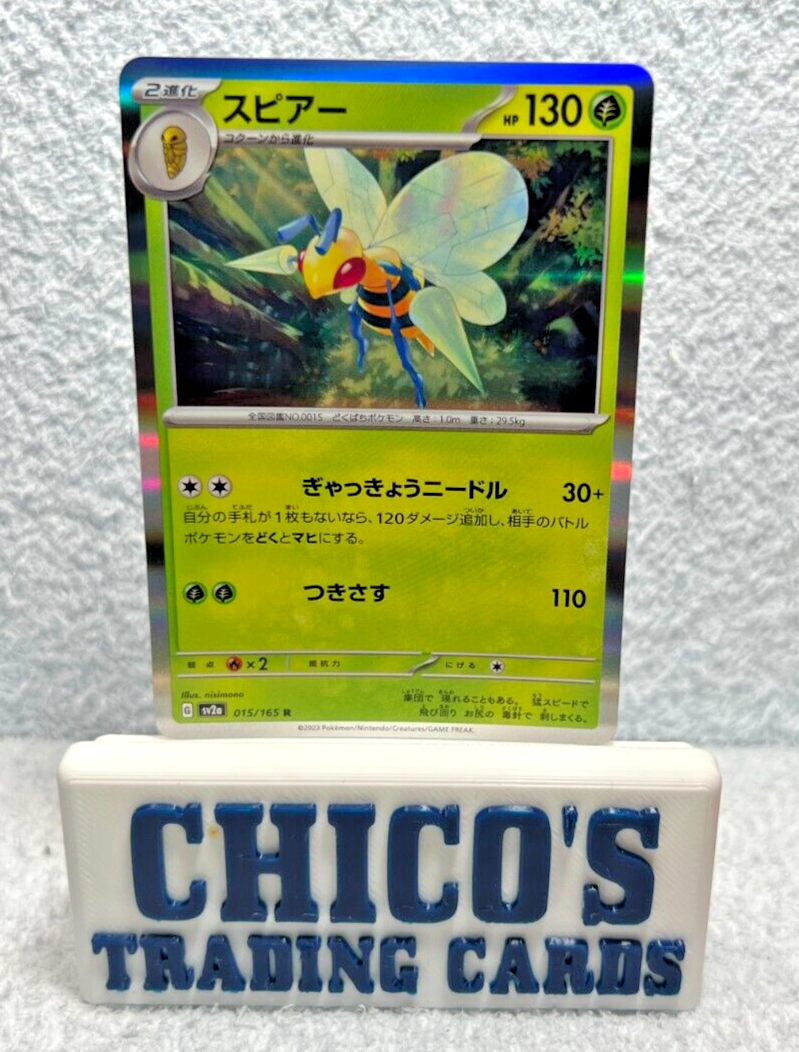 2進化
スピアー
HP 130
コクーンから進化
全国図鑑NO.0015 どくばちポケモン 高さ:1.0m 重さ:29.5kg
ぎゃっきょうニードル 30+
自分の手札が1枚もないなら、120ダメージ追加し、相手のバトル
ポケモンをどくとマヒにする。
つきさす 110
弱点 ×2 抵抗力 にげる
Illus. nisimono
G sv2a 015/165 R
集団で 現れることもある。 猛スピードで
飛び回り お尻の 毒針で 刺しまくる。
©2023 Pokémon/Nintendo/Creatures/GAME FREAK.
CHICO'S
TRADING CARDS